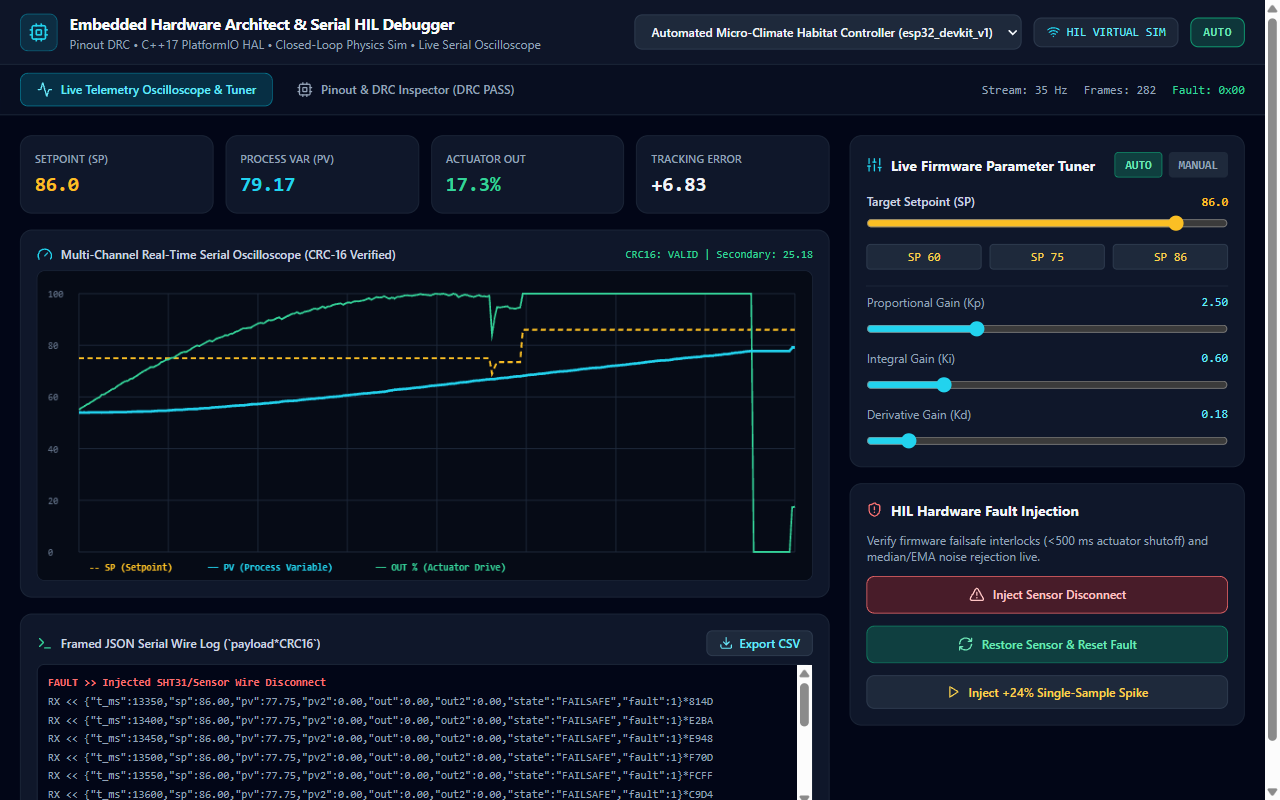 Embedded Hardware Architect & Serial HIL Debugger
Pinout DRC • C++17 PlatformIO HAL • Closed-Loop Physics Sim • Live Serial Oscilloscope
Automated Micro-Climate Habitat Controller (esp32_devkit_v1)
HIL VIRTUAL SIM
AUTO
Live Telemetry Oscilloscope & Tuner
Pinout & DRC Inspector (DRC PASS)
Stream: 35 Hz Frames: 282 Fault: 0x00
SETPOINT (SP)
86.0
PROCESS VAR (PV)
79.17
ACTUATOR OUT
17.3%
TRACKING ERROR
+6.83
Multi-Channel Real-Time Serial Oscilloscope (CRC-16 Verified)
CRC16: VALID | Secondary: 25.18
100
80
60
40
20
0
-- SP (Setpoint)
— PV (Process Variable)
— OUT % (Actuator Drive)
Framed JSON Serial Wire Log (`payload*CRC16`)
Export CSV
FAULT >> Injected SHT31/Sensor Wire Disconnect
RX << {"t_ms":13350,"sp":86.00,"pv":77.75,"pv2":0.00,"out":0.00,"out2":0.00,"state":"FAILSAFE","fault":1}*814D
RX << {"t_ms":13400,"sp":86.00,"pv":77.75,"pv2":0.00,"out":0.00,"out2":0.00,"state":"FAILSAFE","fault":1}*E2BA
RX << {"t_ms":13450,"sp":86.00,"pv":77.75,"pv2":0.00,"out":0.00,"out2":0.00,"state":"FAILSAFE","fault":1}*E948
RX << {"t_ms":13500,"sp":86.00,"pv":77.75,"pv2":0.00,"out":0.00,"out2":0.00,"state":"FAILSAFE","fault":1}*F70D
RX << {"t_ms":13550,"sp":86.00,"pv":77.75,"pv2":0.00,"out":0.00,"out2":0.00,"state":"FAILSAFE","fault":1}*FCFF
RX << {"t_ms":13600,"sp":86.00,"pv":77.75,"pv2":0.00,"out":0.00,"out2":0.00,"state":"FAILSAFE","fault":1}*C9D4
Live Firmware Parameter Tuner
AUTO
MANUAL
Target Setpoint (SP)
86.0
SP 60
SP 75
SP 86
Proportional Gain (Kp)
2.50
Integral Gain (Ki)
0.60
Derivative Gain (Kd)
0.18
HIL Hardware Fault Injection
Verify firmware failsafe interlocks (<500 ms actuator shutoff) and
median/EMA noise rejection live.
Inject Sensor Disconnect
Restore Sensor & Reset Fault
Inject +24% Single-Sample Spike